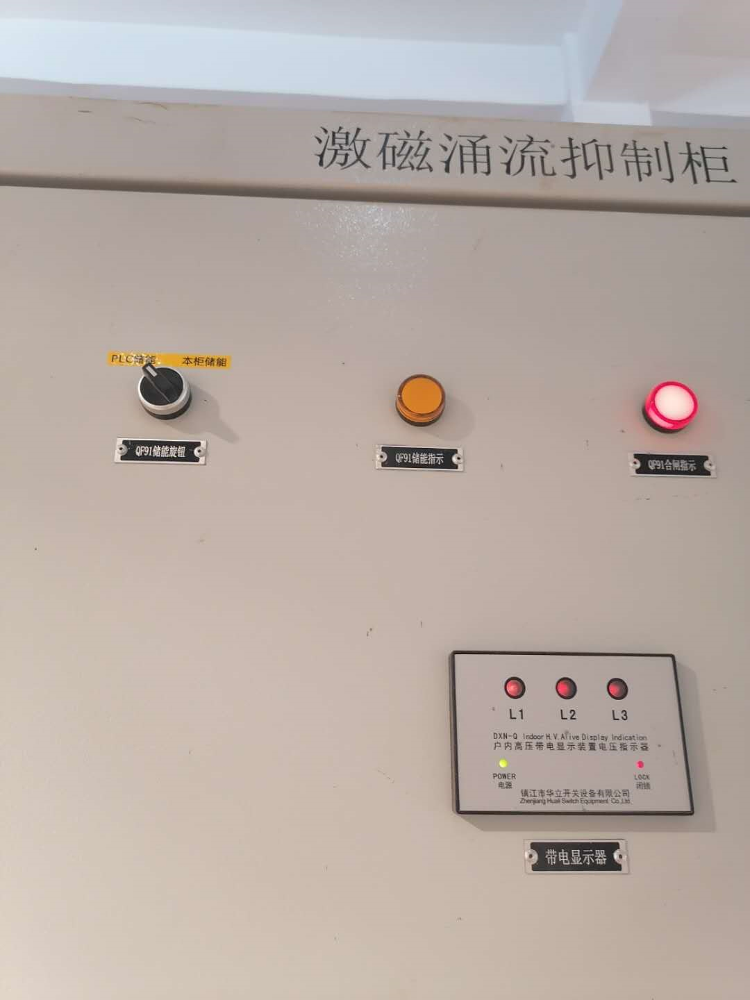 激磁涌流抑制柜
PLC储能 本柜储能
QF91储能旋钮
QF91储能指示
QF91合闸指示
L1 L2 L3
DXN-Q Indoor H.V.Alive Display Indication
户内高压带电显示装置电压指示器
POWER
电源
LOCK
闭锁
镇江市华立开关设备有限公司
Zhenjiang Huali Switch Equipment Co.,Ltd.
带电显示器